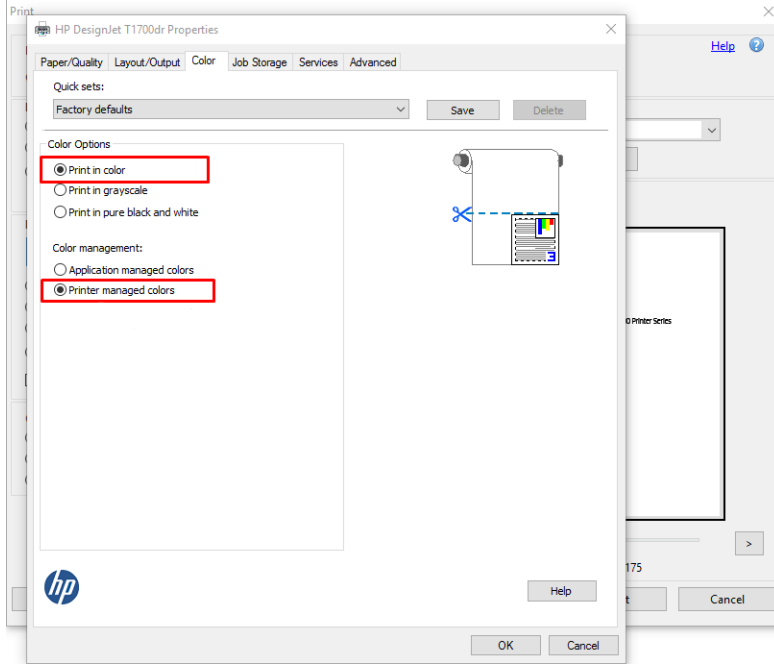 Print
HP DesignJet T1700dr Properties
Help
Paper/Quality Layout/Output Color Job Storage Services Advanced
Quick sets:
Factory defaults
Save
Delete
Color Options
Print in color
Print in grayscale
Print in pure black and white
3
Color management:
Application managed colors
Printer managed colors
0 Printer Series
>
175
hp
Help
Cancel
OK
Cancel